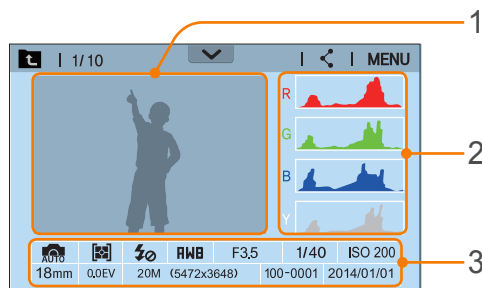 1
1/10
MENU
R
G
B
Y
2
AUTO
AWB
F3.5
1/40
ISO 200
3
18mm
0.0EV
20M
(5472x3648)
100-0001
2014/01/01